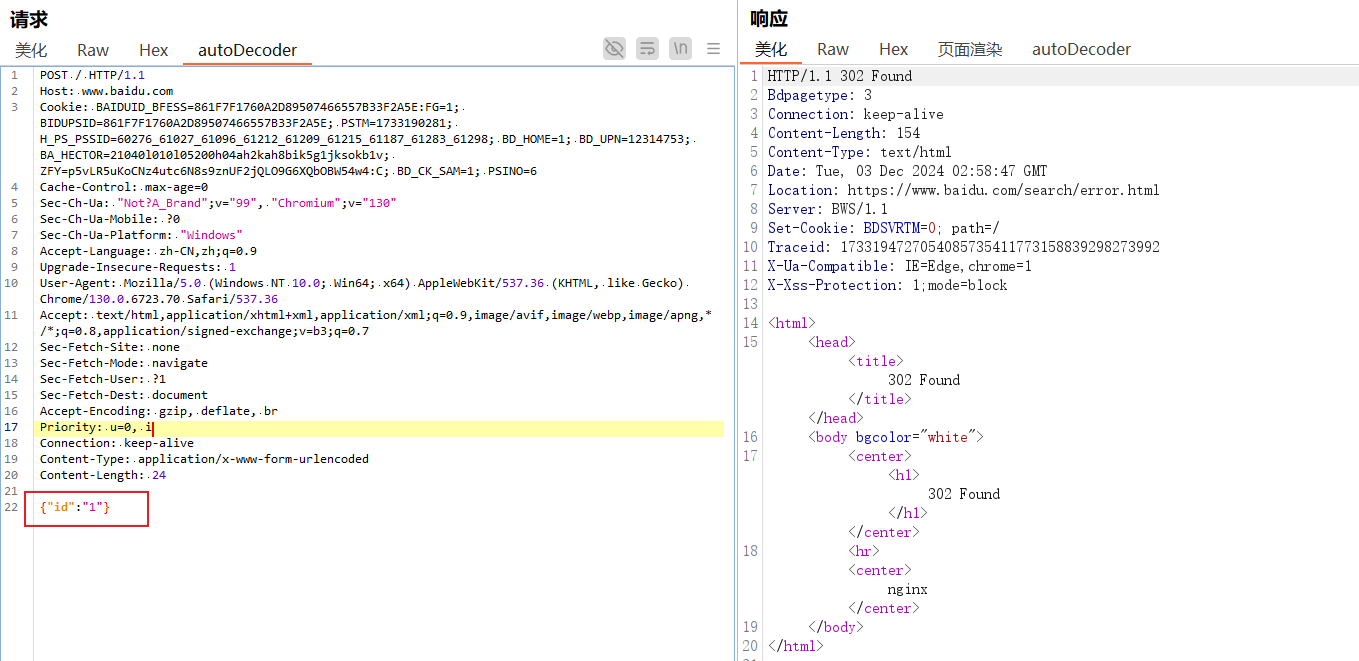 请求
美化 Raw Hex autoDecoder \n
1 POST / HTTP/1.1
2 Host: www.baidu.com
3 Cookie: BAIDUID_BFESS=861F7F1760A2D89507466557B33F2A5E:FG=1;
BIDUPSID=861F7F1760A2D89507466557B33F2A5E; PSTM=1733190281;
H_PS_PSSID=60276_61027_61096_61212_61209_61215_61187_61283_61298; BD_HOME=1; BD_UPN=12314753;
BA_HECTOR=21040l010l05200h04ah2kah8bik5g1jksokb1v;
ZFY=p5vLR5uKoCNz4utc6N8s9znUF2jQLO9G6XQbOBW54w4:C; BD_CK_SAM=1; PSINO=6
4 Cache-Control: max-age=0
5 Sec-Ch-Ua: "Not?A_Brand";v="99", "Chromium";v="130"
6 Sec-Ch-Ua-Mobile: ?0
7 Sec-Ch-Ua-Platform: "Windows"
8 Accept-Language: zh-CN,zh;q=0.9
9 Upgrade-Insecure-Requests: 1
10 User-Agent: Mozilla/5.0 (Windows NT 10.0; Win64; x64) AppleWebKit/537.36 (KHTML, like Gecko)
Chrome/130.0.6723.70 Safari/537.36
11 Accept: text/html,application/xhtml+xml,application/xml;q=0.9,image/avif,image/webp,image/apng,*
/*;q=0.8,application/signed-exchange;v=b3;q=0.7
12 Sec-Fetch-Site: none
13 Sec-Fetch-Mode: navigate
14 Sec-Fetch-User: ?1
15 Sec-Fetch-Dest: document
16 Accept-Encoding: gzip, deflate, br
17 Priority: u=0, i
18 Connection: keep-alive
19 Content-Type: application/x-www-form-urlencoded
20 Content-Length: 24
21
22 {"id":"1"}
响应
美化 Raw Hex 页面渲染 autoDecoder
1 HTTP/1.1 302 Found
2 Bdpagetype: 3
3 Connection: keep-alive
4 Content-Length: 154
5 Content-Type: text/html
6 Date: Tue, 03 Dec 2024 02:58:47 GMT
7 Location: https://www.baidu.com/search/error.html
8 Server: BWS/1.1
9 Set-Cookie: BDSVRTM=0; path=/
10 Traceid: 1733194727054085735411773158839298273992
11 X-Ua-Compatible: IE=Edge,chrome=1
12 X-Xss-Protection: 1;mode=block
13
14 <html>
15 <head>
<title>
302 Found
</title>
</head>
16 <body bgcolor="white">
17 <center>
<h1>
302 Found
</h1>
</center>
18 <hr>
<center>
nginx
</center>
19 </body>
20 </html>